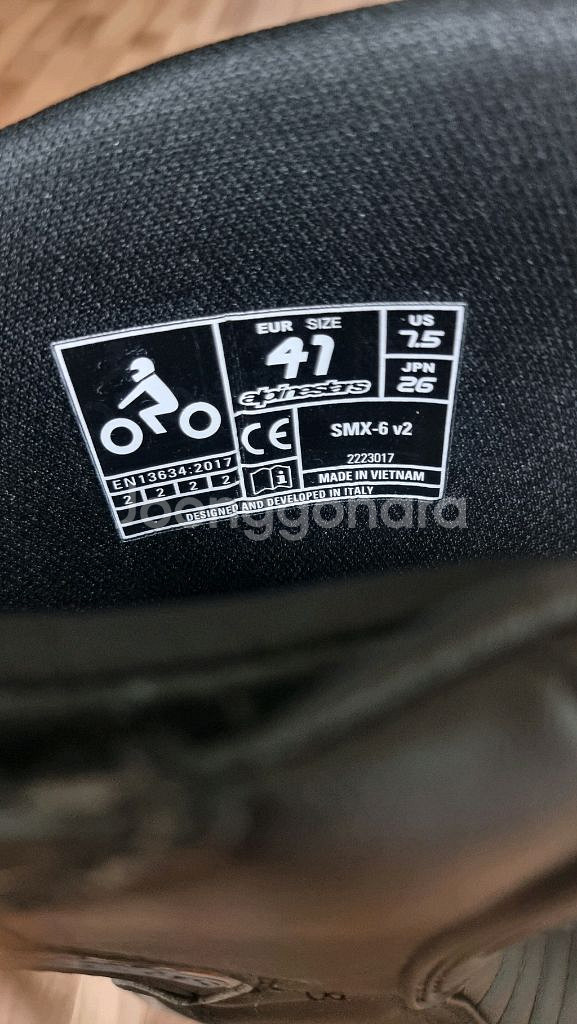 EUR SIZE
41
alpinestars
US
7.5
JPN
26
CE
SMX-6 v2
2223017
EN13634:2017
2 2 2 2
i
MADE IN VIETNAM
DESIGNED AND DEVELOPED IN ITALY
Joonggonara